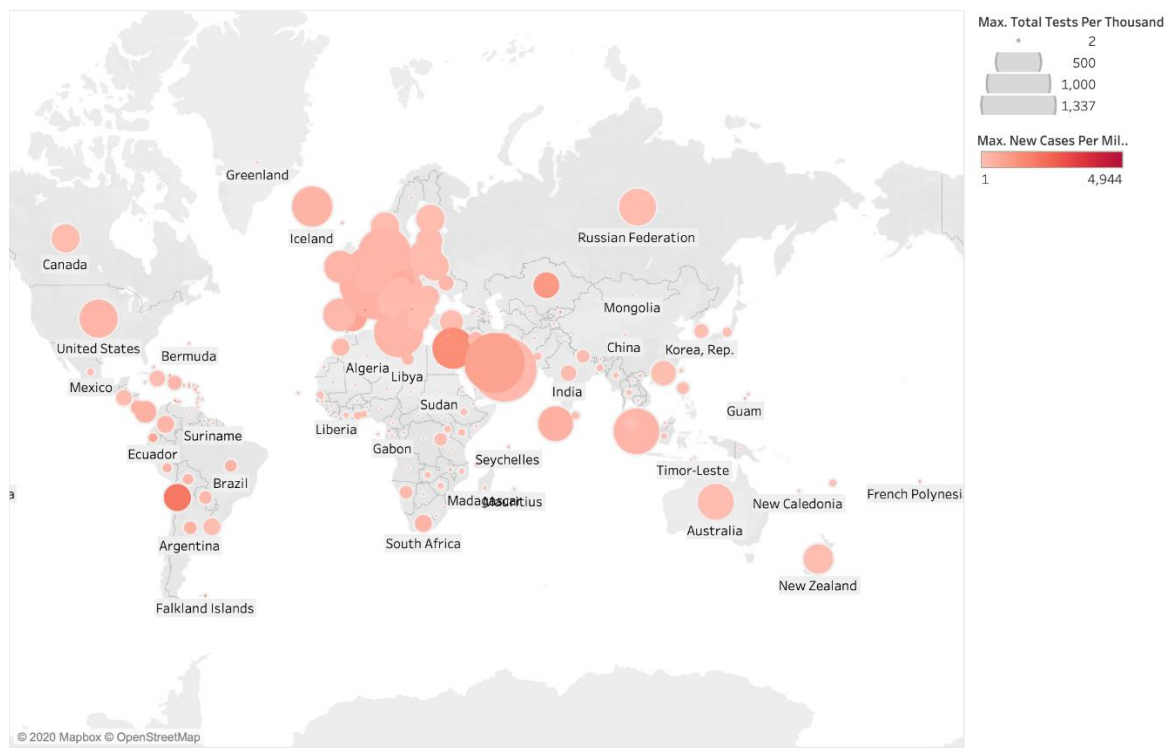 Max. Total Tests Per Thousand
2
500
1,000
1,337
Max. New Cases Per Mil..
1
4,944
Greenland
Iceland
Russian Federation
Canada
Mongolia
United States
Bermuda
China
Korea, Rep.
Algeria
Libya
Mexico
India
Sudan
Guam
Liberia
Suriname
Gabon
Ecuador
Seychelles
Timor-Leste
Brazil
a
French Polynesi
Madagascar
Mauritius
New Caledonia
Australia
Argentina
South Africa
New Zealand
Falkland Islands
© 2020 Mapbox © OpenStreetMap